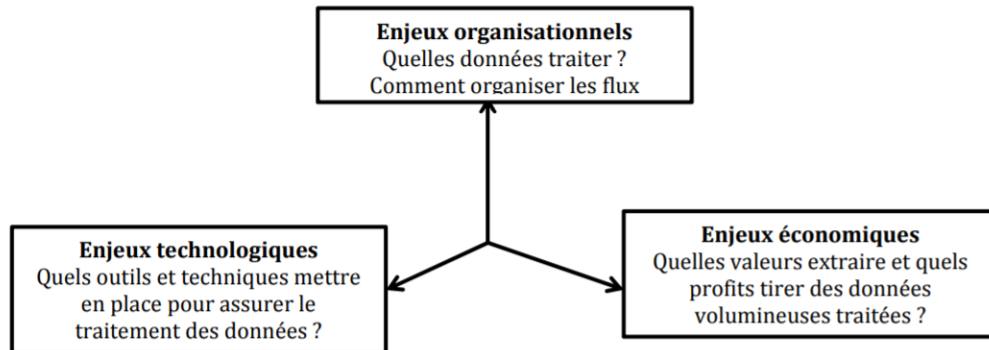 Enjeux organisationnels
Quelles données traiter ?
Comment organiser les flux
Enjeux technologiques
Quels outils et techniques mettre
en place pour assurer le
traitement des données ?
Enjeux économiques
Quelles valeurs extraire et quels
profits tirer des données
volumineuses traitées ?